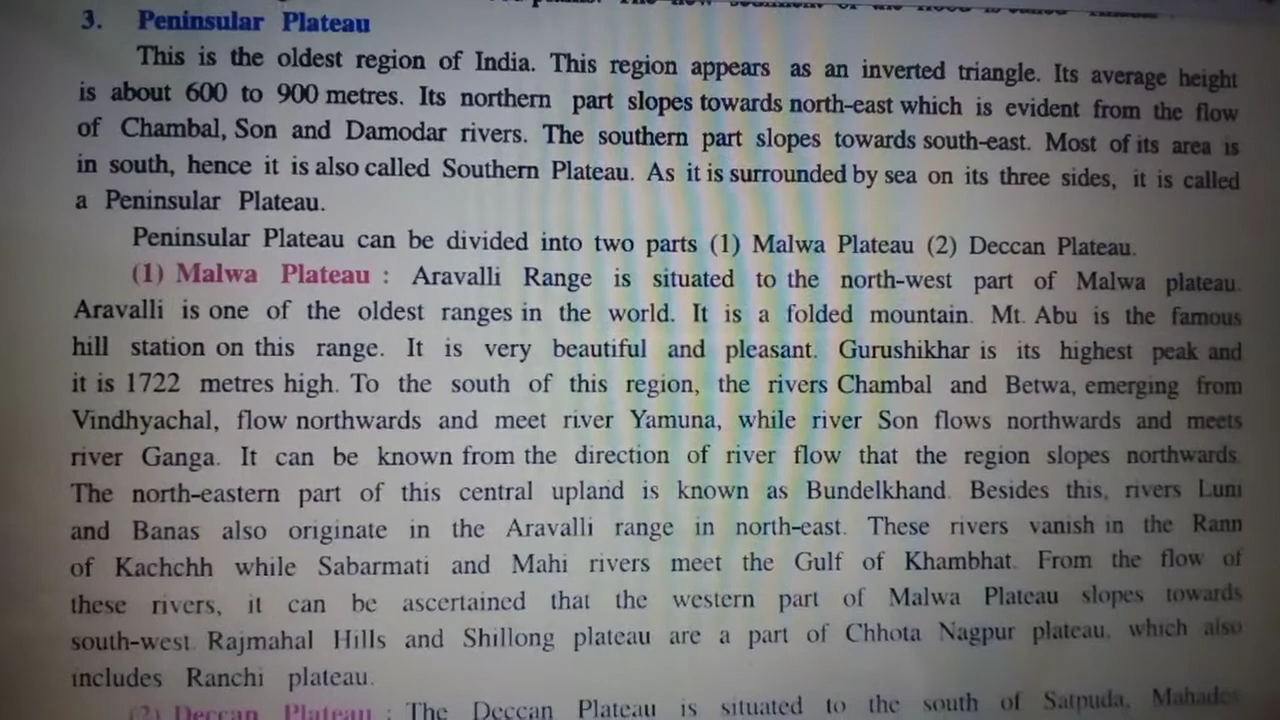 3. Peninsular Plateau
This is the oldest region of India. This region appears as an inverted triangle. Its average height
is about 600 to 900 metres. Its northern part slopes towards north-east which is evident from the flow
of Chambal, Son and Damodar rivers. The southern part slopes towards south-east. Most of its area is
in south, hence it is also called Southern Plateau. As it is surrounded by sea on its three sides, it is called
a Peninsular Plateau.
Peninsular Plateau can be divided into two parts (1) Malwa Plateau (2) Deccan Plateau.
(1) Malwa Plateau : Aravalli Range is situated to the north-west part of Malwa plateau.
Aravalli is one of the oldest ranges in the world. It is a folded mountain. Mt. Abu is the famous
hill station on this range. It is very beautiful and pleasant. Gurushikhar is its highest peak and
it is 1722 metres high. To the south of this region, the rivers Chambal and Betwa, emerging from
Vindhyachal, flow northwards and meet river Yamuna, while river Son flows northwards and meets
river Ganga. It can be known from the direction of river flow that the region slopes northwards.
The north-eastern part of this central upland is known as Bundelkhand. Besides this, rivers Luni
and Banas also originate in the Aravalli range in north-east. These rivers vanish in the Rann
of Kachchh while Sabarmati and Mahi rivers meet the Gulf of Khambhat. From the flow of
these rivers, it can be ascertained that the western part of Malwa Plateau slopes towards
south-west. Rajmahal Hills and Shillong plateau are a part of Chhota Nagpur plateau, which also
includes Ranchi plateau.
(2) Deccan Plateau : The Deccan Plateau is situated to the south of Satpuda,